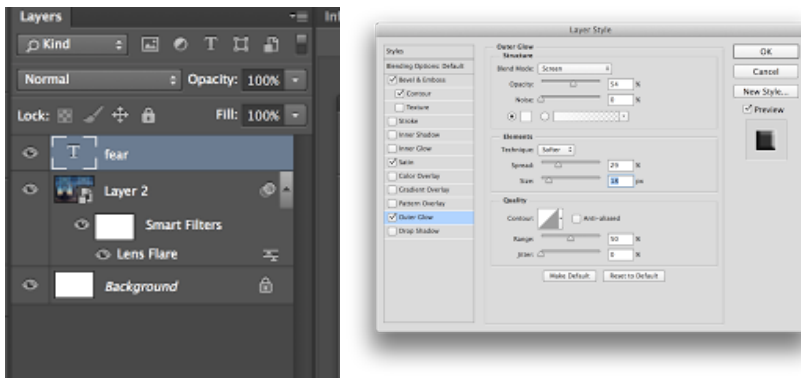 Layers
Kind
Normal
Opacity: 100%
Lock:
Fill: 100%
T
fear
Layer 2
Smart Filters
Lens Flare
Background
Layer Style
Styles
Blending Options: Default
Bevel & Emboss
Contour
Texture
Stroke
Inner Shadow
Inner Glow
Satin
Color Overlay
Gradient Overlay
Pattern Overlay
Outer Glow
Drop Shadow
Outer Glow
Structure
Blend Mode: Screen
Opacity: 54 %
Noise: 0 %
Elements
Technique: Softer
Spread: 29 %
Size: px
Quality
Contour: Anti-aliased
Range: 50 %
Jitter: 0 %
Make Default Reset to Default
OK
Cancel
New Style...
Preview